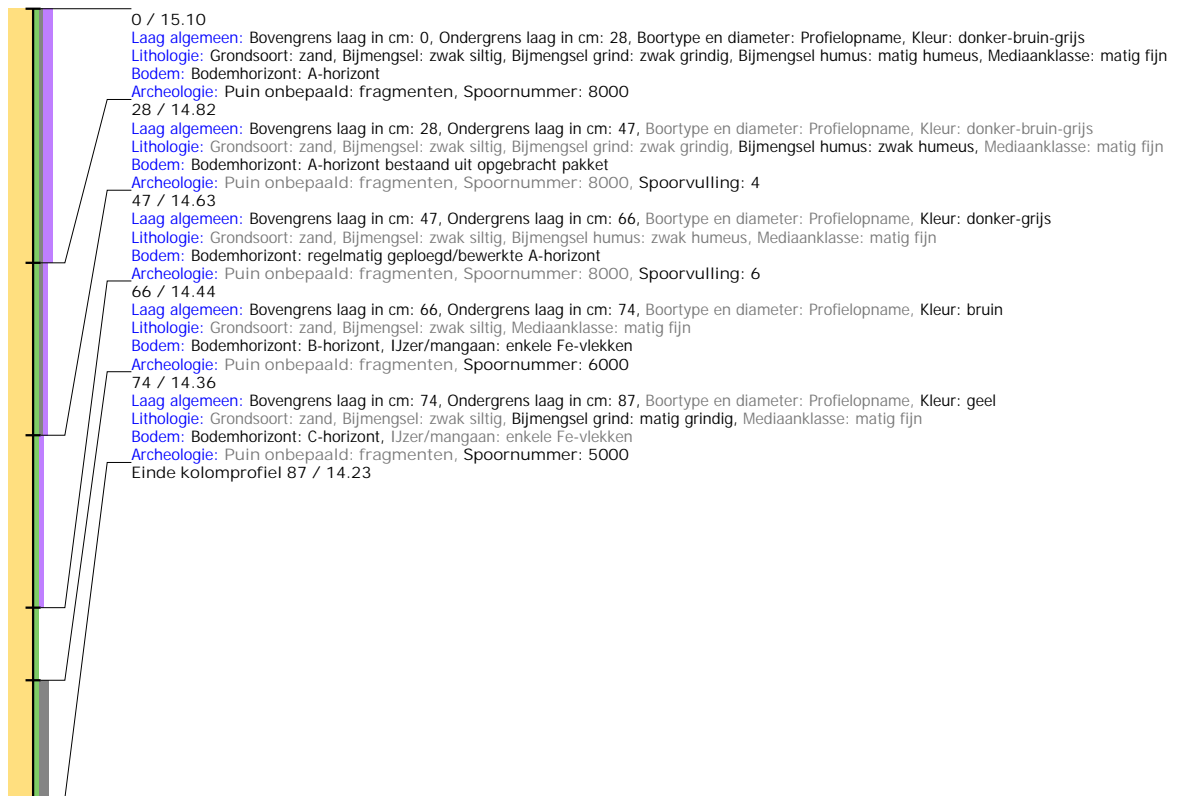 0 / 15.10
Laag algemeen: Bovengrens laag in cm: 0, Ondergrens laag in cm: 28, Boortype en diameter: Profielopname, Kleur: donker-bruin-grijs
Lithologie: Grondsoort: zand, Bijmengsel: zwak siltig, Bijmengsel grind: zwak grindig, Bijmengsel humus: matig humeus, Mediaanklasse: matig fijn
Bodem: Bodemhorizont: A-horizont
Archeologie: Puin onbepaald: fragmenten, Spoornummer: 8000
28 / 14.82
Laag algemeen: Bovengrens laag in cm: 28, Ondergrens laag in cm: 47, Boortype en diameter: Profielopname, Kleur: donker-bruin-grijs
Lithologie: Grondsoort: zand, Bijmengsel: zwak siltig, Bijmengsel grind: zwak grindig, Bijmengsel humus: zwak humeus, Mediaanklasse: matig fijn
Bodem: Bodemhorizont: A-horizont bestaand uit opgebracht pakket
Archeologie: Puin onbepaald: fragmenten, Spoornummer: 8000, Spoorvulling: 4
47 / 14.63
Laag algemeen: Bovengrens laag in cm: 47, Ondergrens laag in cm: 66, Boortype en diameter: Profielopname, Kleur: donker-grijs
Lithologie: Grondsoort: zand, Bijmengsel: zwak siltig, Bijmengsel humus: zwak humeus, Mediaanklasse: matig fijn
Bodem: Bodemhorizont: regelmatig geploegd/bewerkte A-horizont
Archeologie: Puin onbepaald: fragmenten, Spoornummer: 8000, Spoorvulling: 6
66 / 14.44
Laag algemeen: Bovengrens laag in cm: 66, Ondergrens laag in cm: 74, Boortype en diameter: Profielopname, Kleur: bruin
Lithologie: Grondsoort: zand, Bijmengsel: zwak siltig, Mediaanklasse: matig fijn
Bodem: Bodemhorizont: B-horizont, IJzer/mangaan: enkele Fe-vlekken
Archeologie: Puin onbepaald: fragmenten, Spoornummer: 6000
74 / 14.36
Laag algemeen: Bovengrens laag in cm: 74, Ondergrens laag in cm: 87, Boortype en diameter: Profielopname, Kleur: geel
Lithologie: Grondsoort: zand, Bijmengsel: zwak siltig, Bijmengsel grind: matig grindig, Mediaanklasse: matig fijn
Bodem: Bodemhorizont: C-horizont, IJzer/mangaan: enkele Fe-vlekken
Archeologie: Puin onbepaald: fragmenten, Spoornummer: 5000
Einde kolomprofiel 87 / 14.23